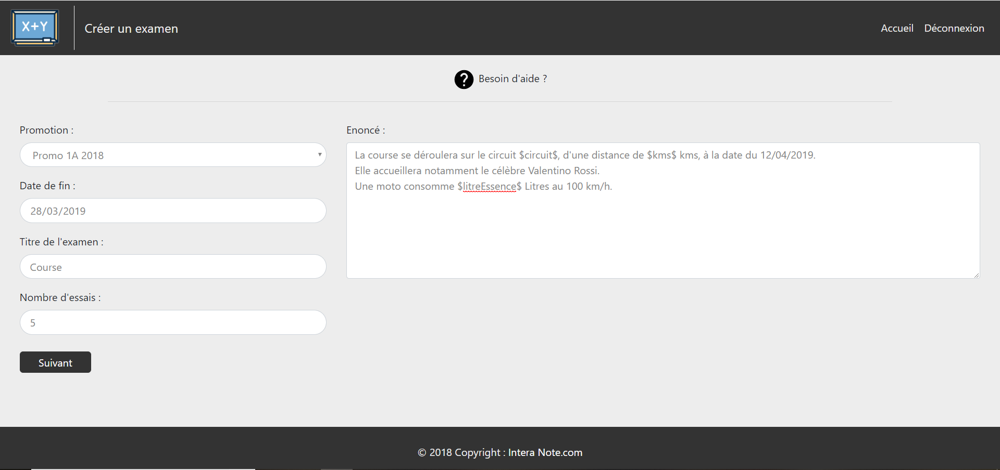 X+Y
Créer un examen
Accueil Déconnexion
? Besoin d'aide ?
Promotion :
Promo 1A 2018
Date de fin :
28/03/2019
Titre de l'examen :
Course
Nombre d'essais :
5
Suivant
Enoncé :
La course se déroulera sur le circuit $circuit$, d'une distance de $kms$ kms, à la date du 12/04/2019.
Elle accueillera notamment le célèbre Valentino Rossi.
Une moto consomme $litreEssence$ Litres au 100 km/h.
© 2018 Copyright : Intera Note.com